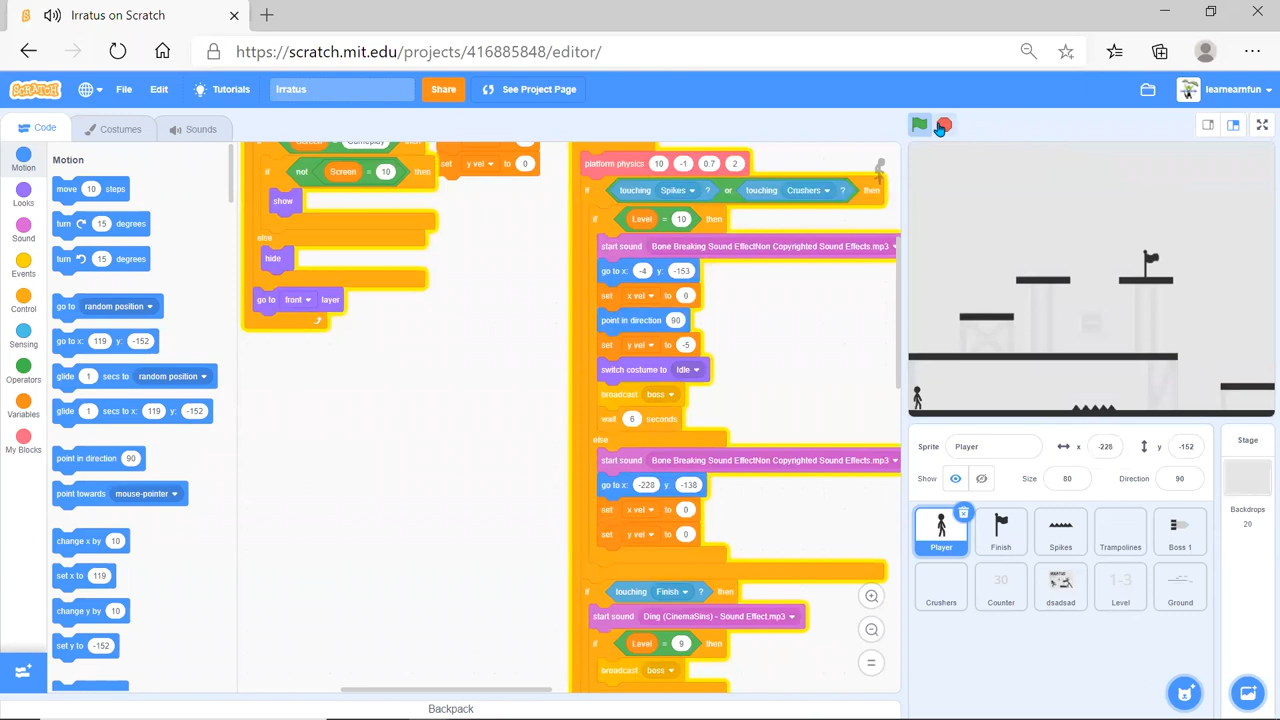 Irratus on Scratch
https://scratch.mit.edu/projects/416885848/editor/
SCRATCH File Edit Tutorials Irratus Share See Project Page learnearnfun
Code Costumes Sounds
Motion
Motion
Looks
Sound
Events
Control
Sensing
Operators
Variables
My Blocks
Motion
move 10 steps
turn 15 degrees
turn 15 degrees
go to random position
go to x: 119 y: -152
glide 1 secs to random position
glide 1 secs to x: 119 y: -152
point in direction 90
point towards mouse-pointer
change x by 10
set x to 119
change y by 10
set y to -152
if not Screen = 10 then
show
else
hide
go to front layer
set y vel to 0
platform physics 10 -1 0.7 2
if touching Spikes ? or touching Crushers ? then
if Level = 10 then
start sound Bone Breaking Sound EffectNon Copyrighted Sound Effects.mp3
go to x: -4 y: -153
set x vel to 0
point in direction 90
set y vel to -5
switch costume to Idle
broadcast boss
wait 6 seconds
else
start sound Bone Breaking Sound EffectNon Copyrighted Sound Effects.mp3
go to x: -228 y: -138
set x vel to 0
set y vel to 0
if touching Finish ? then
start sound Ding (CinemaSins) - Sound Effect.mp3
if Level = 9 then
broadcast boss
Sprite Player x -228 y -152
Show Size 80 Direction 90
Player Finish Spikes Trampolines Boss 1
30 1-3
Crushers Counter dsadsad Level Ground
Stage
Backdrops
20
Backpack